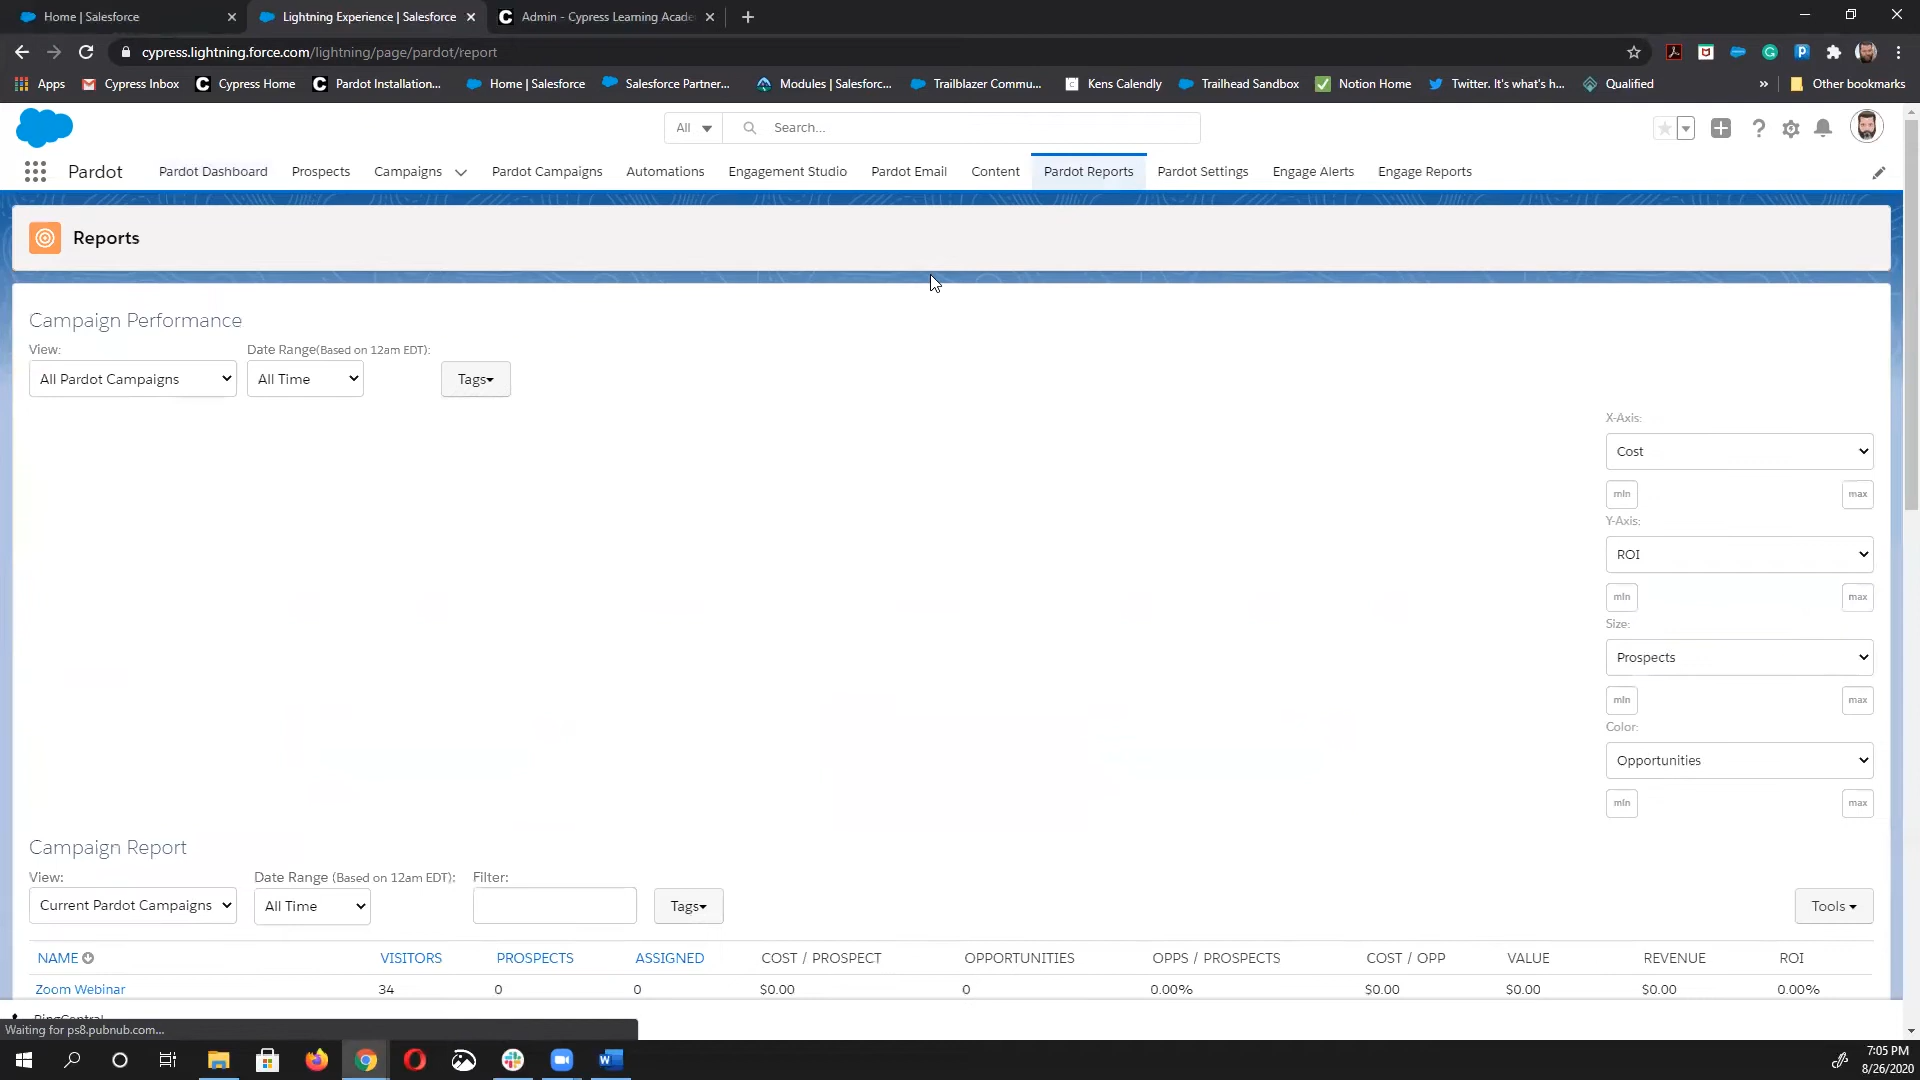 Home | Salesforce
Lightning Experience | Salesforce
Admin - Cypress Learning Acade
cypress.lightning.force.com/lightning/page/pardot/report
Apps
Cypress Inbox
Cypress Home
Pardot Installation...
Home | Salesforce
Salesforce Partner...
Modules | Salesforc...
Trailblazer Commu...
Kens Calendly
Trailhead Sandbox
Notion Home
Twitter. It's what's h...
Qualified
Other bookmarks
All
Search...
Pardot
Pardot Dashboard
Prospects
Campaigns
Pardot Campaigns
Automations
Engagement Studio
Pardot Email
Content
Pardot Reports
Pardot Settings
Engage Alerts
Engage Reports
Reports
Campaign Performance
View:
Date Range(Based on 12am EDT):
All Pardot Campaigns
All Time
Tags
X-Axis:
Cost
min
max
Y-Axis:
ROI
min
max
Size:
Prospects
min
max
Color:
Opportunities
min
max
Campaign Report
View:
Date Range (Based on 12am EDT):
Filter:
Current Pardot Campaigns
All Time
Tags
Tools
NAME VISITORS PROSPECTS ASSIGNED COST / PROSPECT OPPORTUNITIES OPPS / PROSPECTS COST / OPP VALUE REVENUE ROI
Zoom Webinar 34 0 0 $0.00 0 0.00% $0.00 $0.00 $0.00 0.00%
RingCentral
Waiting for ps8.pubnub.com...
7:05 PM
8/26/2020